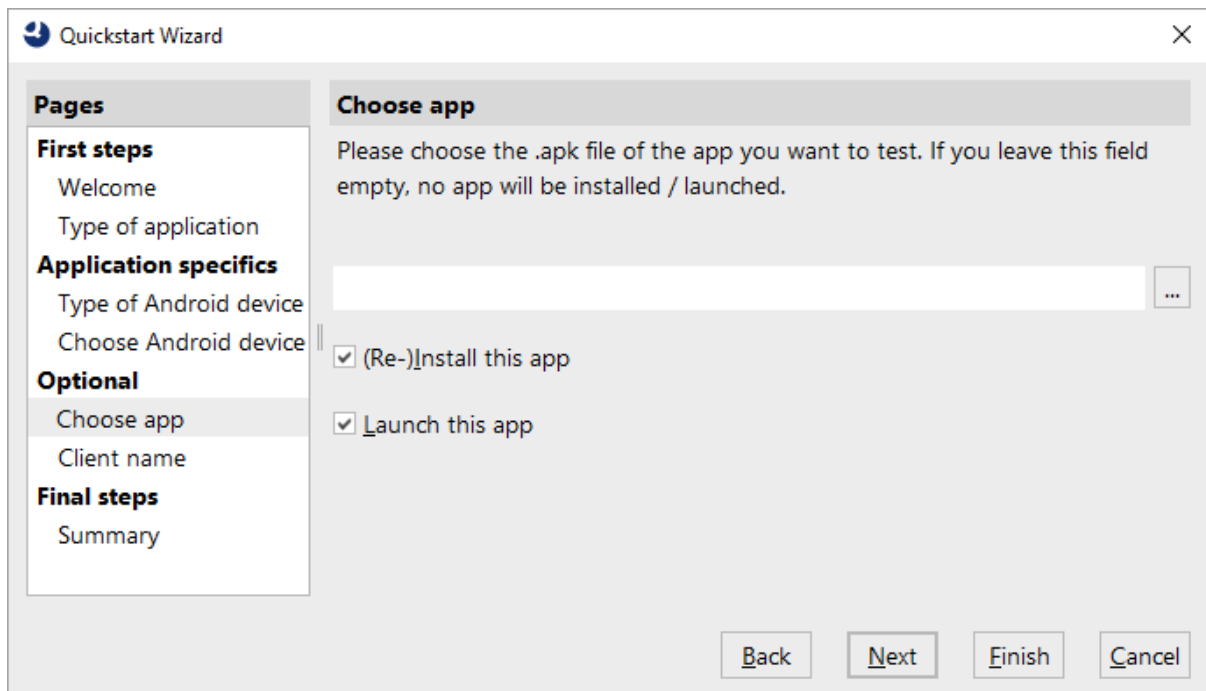 Quickstart Wizard
Pages
First steps
Welcome
Type of application
Application specifics
Type of Android device
Choose Android device
Optional
Choose app
Client name
Final steps
Summary
Choose app
Please choose the .apk file of the app you want to test. If you leave this field
empty, no app will be installed / launched.
...
(Re-)Install this app
Launch this app
Back Next Finish Cancel